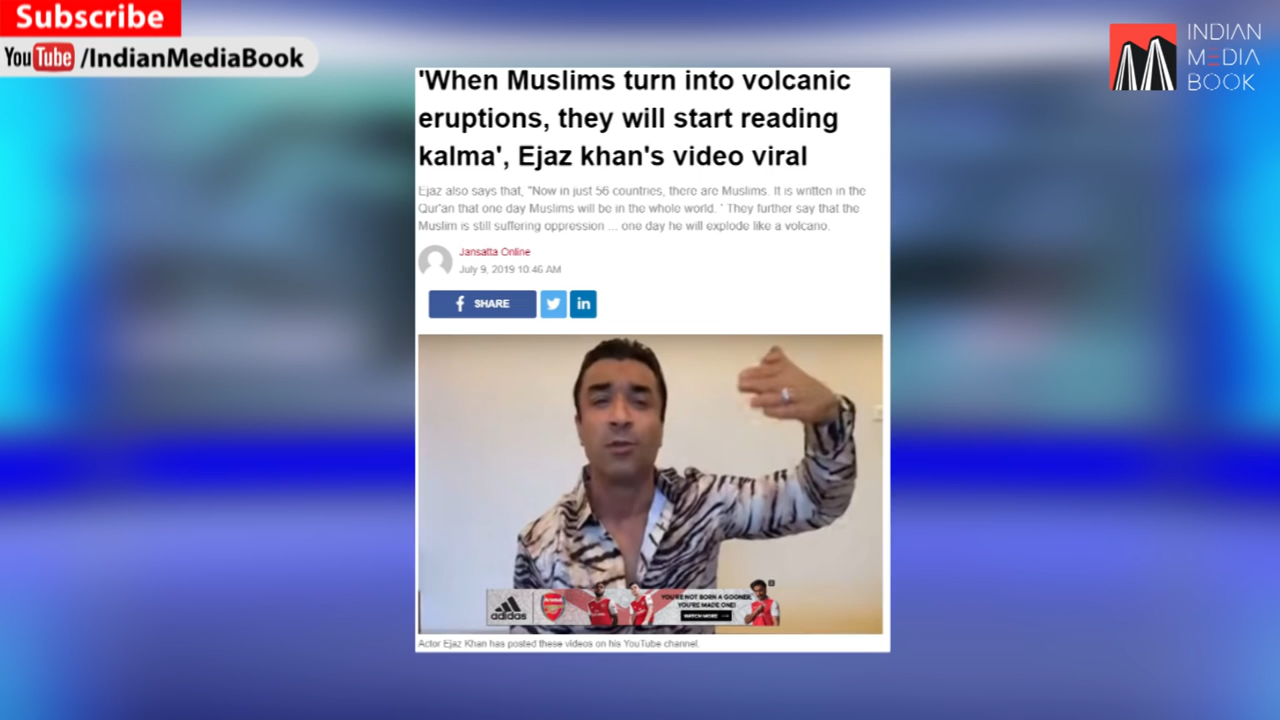 Subscribe
YouTube /IndianMediaBook
INDIAN
MEDIA
BOOK
'When Muslims turn into volcanic
eruptions, they will start reading
kalma', Ejaz khan's video viral
Ejaz also says that, "Now in just 56 countries, there are Muslims. It is written in the
Qur'an that one day Muslims will be in the whole world. ' They further say that the
Muslim is still suffering oppression ... one day he will explode like a volcano.
Jansatta Online
July 9, 2019 10:46 AM
f SHARE
in
adidas
Arsenal
YOU'RE NOT BORN A GOONER,
YOU'RE MADE ONE!
WATCH MORE
Actor Ejaz Khan has posted these videos on his YouTube channel.